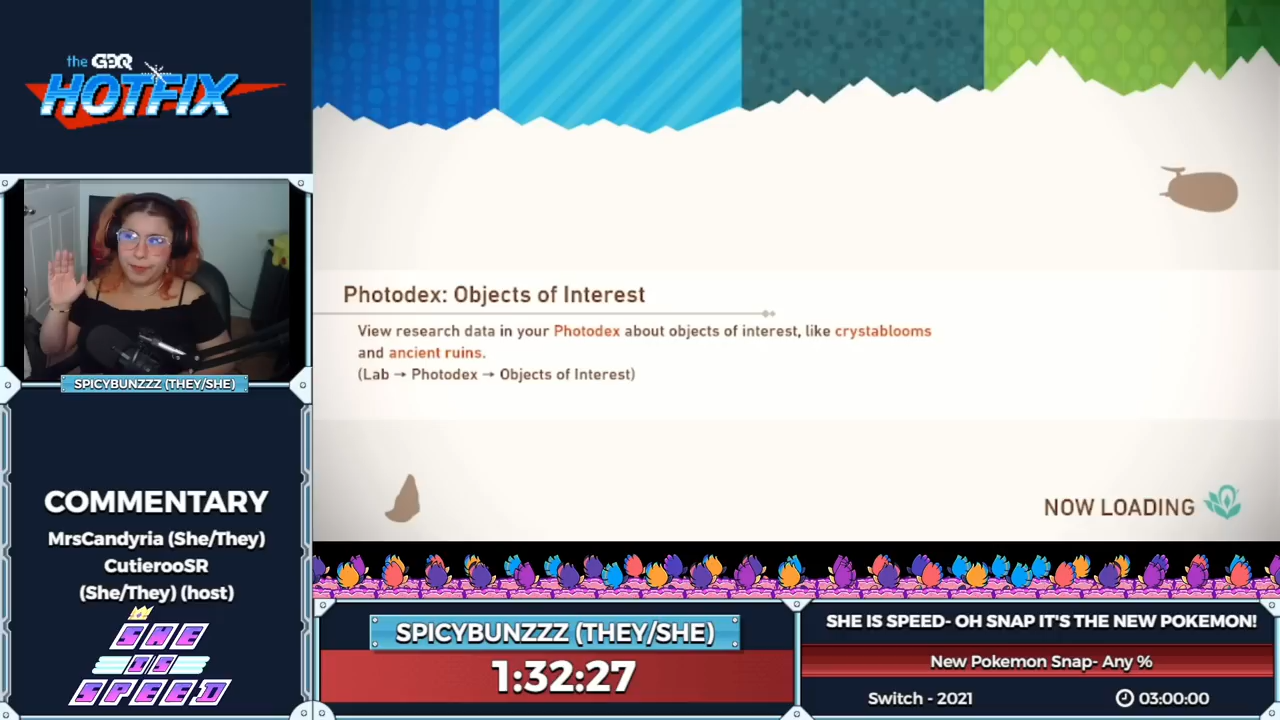 the GDQ
HOTFIX
SPICYBUNZZZ (THEY/SHE)
COMMENTARY
MrsCandyria (She/They)
CutierooSR
(She/They) (host)
SHE
IS
SPEED
Photodex: Objects of Interest
View research data in your Photodex about objects of interest, like crystablooms
and ancient ruins.
(Lab → Photodex → Objects of Interest)
NOW LOADING
SPICYBUNZZZ (THEY/SHE)
1:32:27
SHE IS SPEED- OH SNAP IT'S THE NEW POKEMON!
New Pokemon Snap- Any %
Switch - 2021
03:00:00